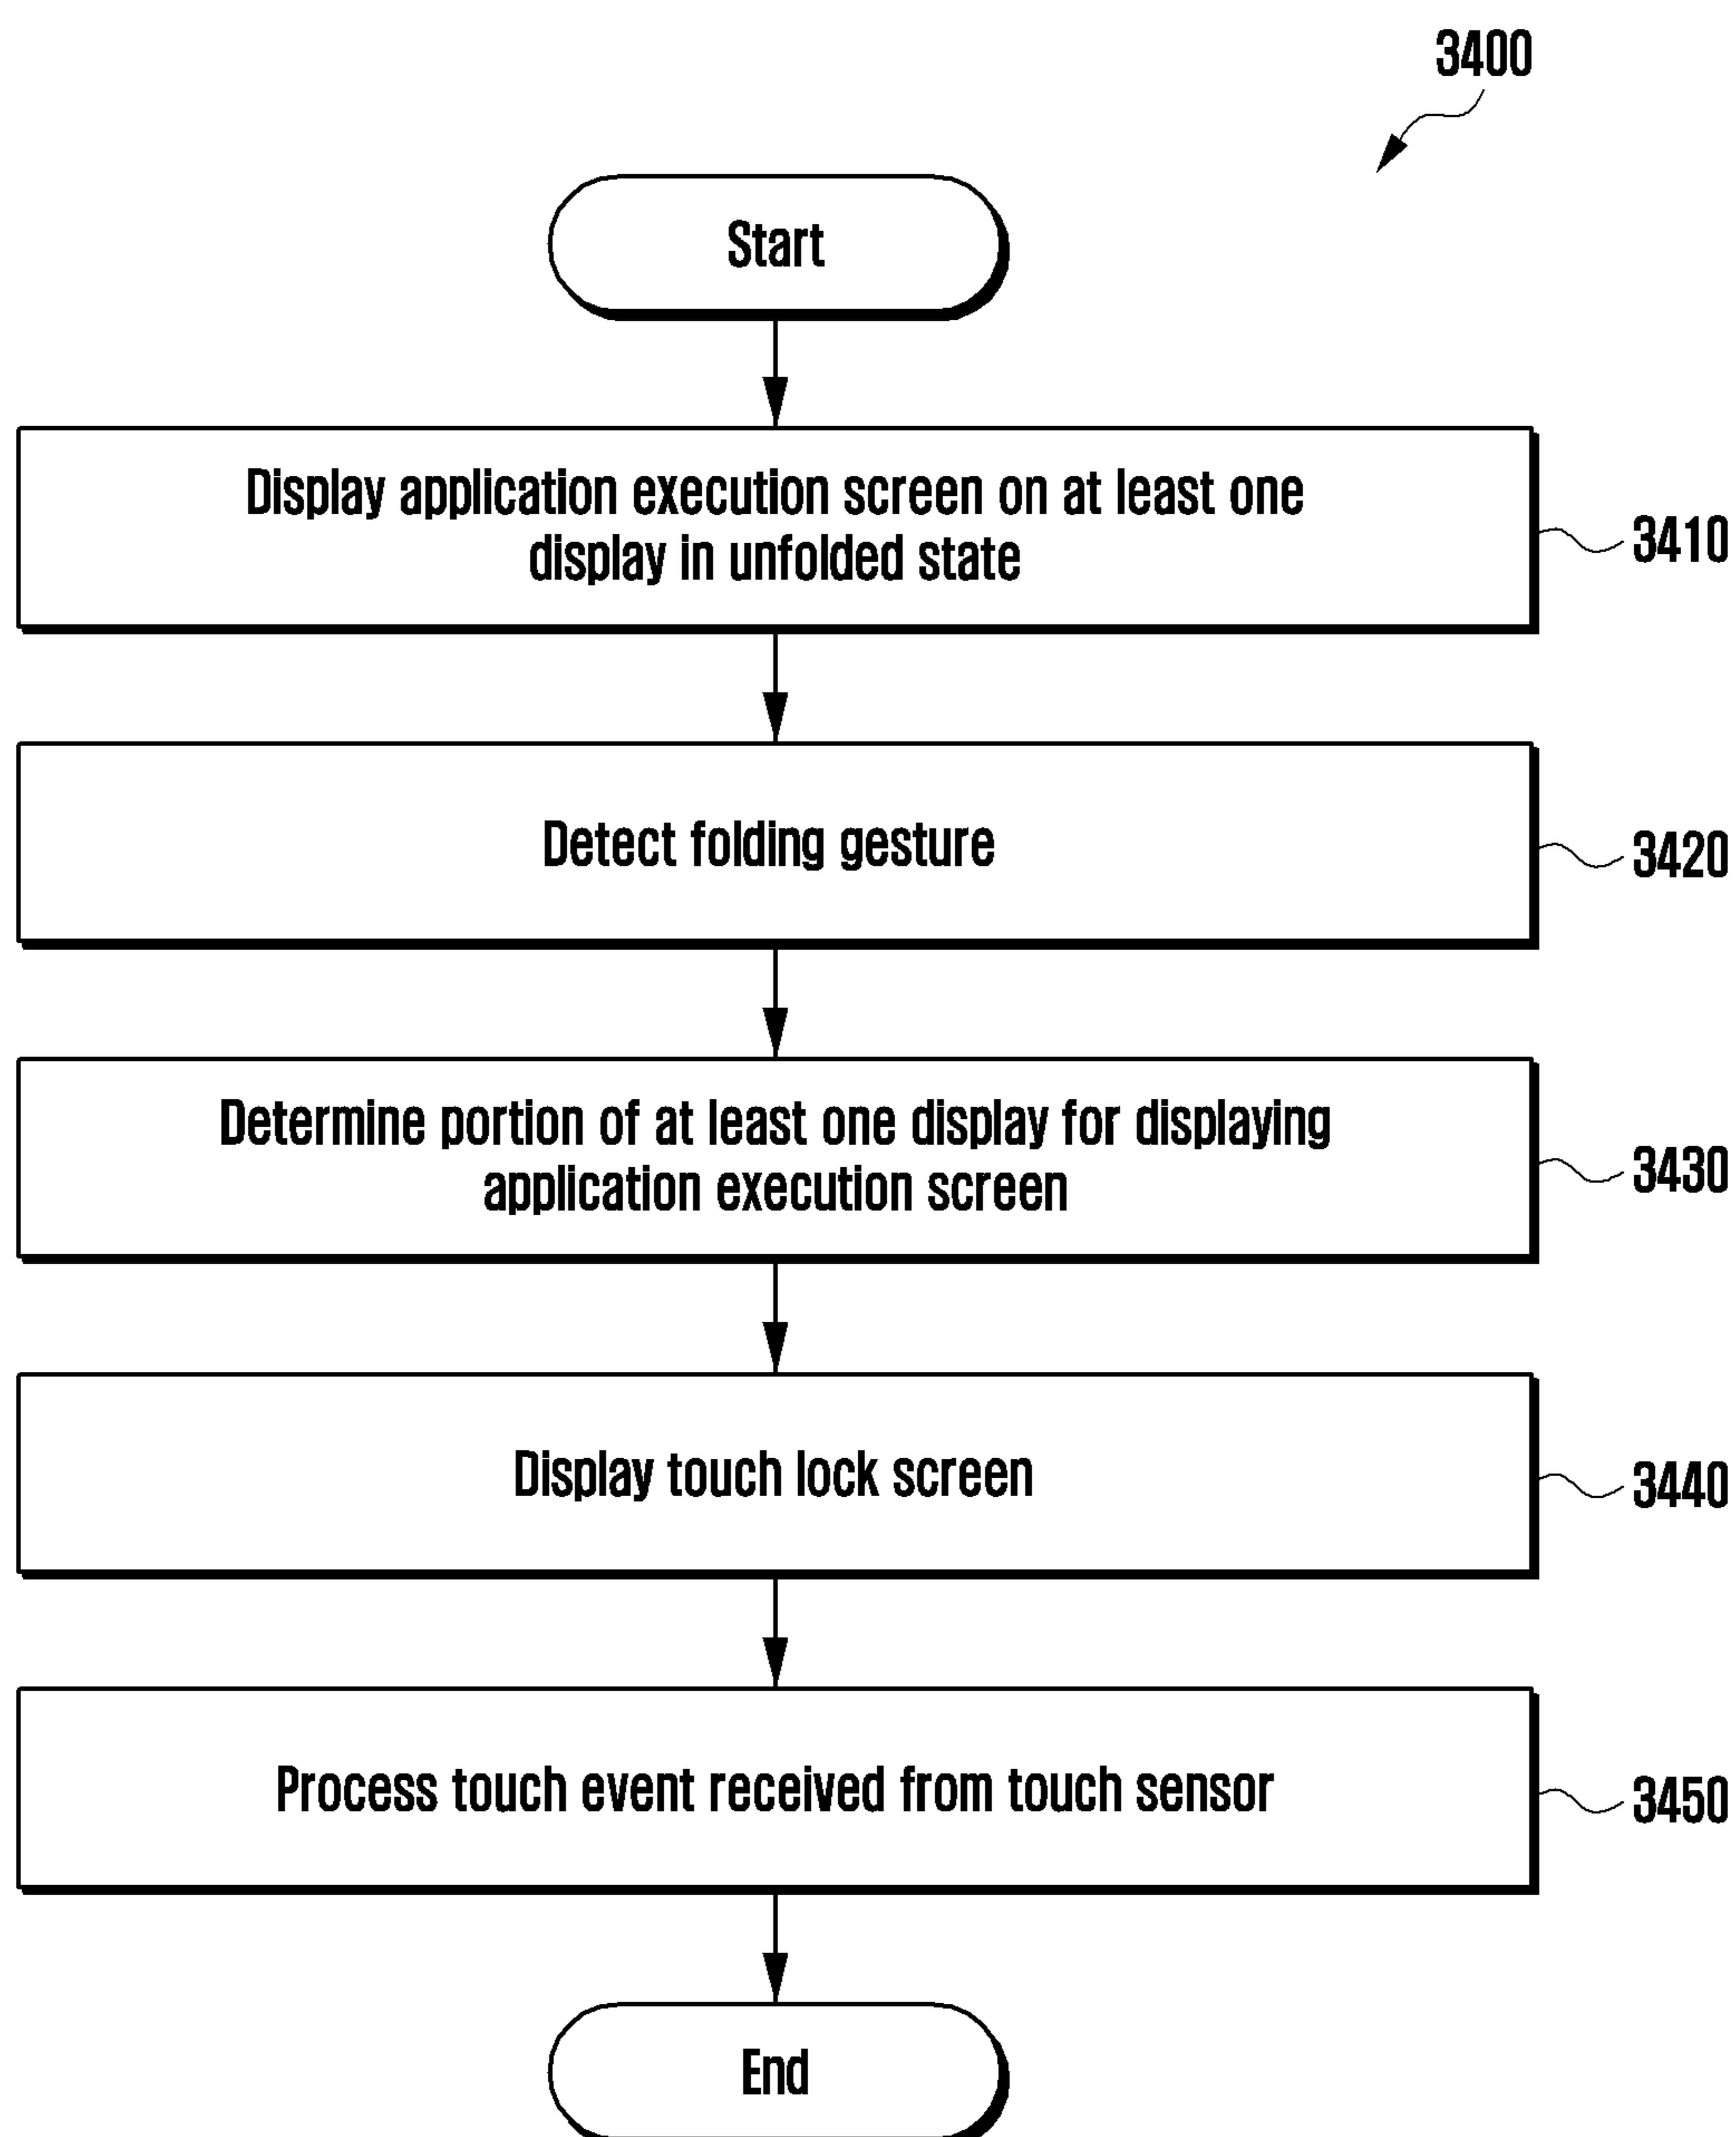 3400
Start
Display application execution screen on at least one
display in unfolded state
3410
Detect folding gesture
3420
Determine portion of at least one display for displaying
application execution screen
3430
Display touch lock screen
3440
Process touch event received from touch sensor
3450
End